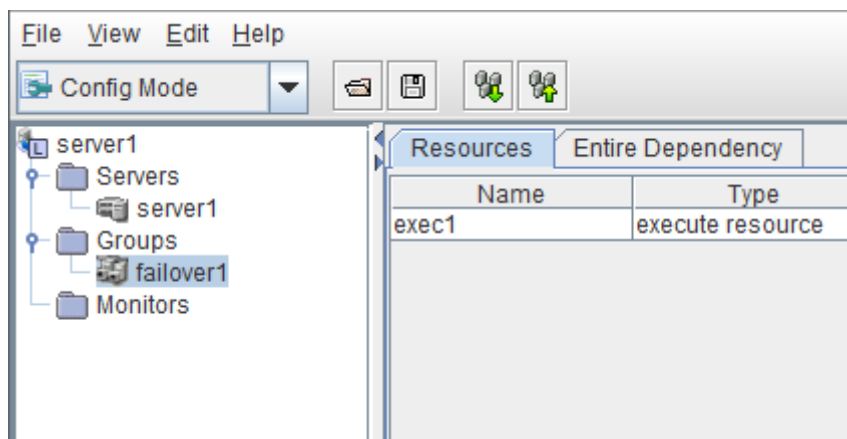 File View Edit Help
Config Mode
server1
Servers
server1
Groups
failover1
Monitors
Resources Entire Dependency
Name Type
exec1 execute resource